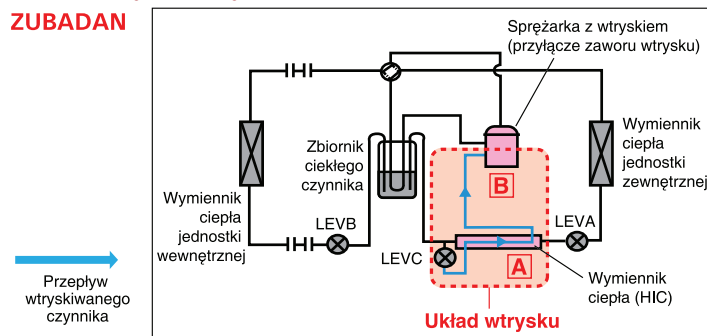 ZUBADAN
Sprężarka z wtryskiem
(przyłącze zaworu wtrysku)
Zbiornik
ciekłego
czynnika
Wymiennik
ciepła
jednostki
zewnętrznej
Wymiennik
ciepła
jednostki
wewnętrznej
B
LEVB
LEVA
LEVC
A
Przepływ
wtryskiwanego
czynnika
Wymiennik
ciepła (HIC)
Układ wtrysku